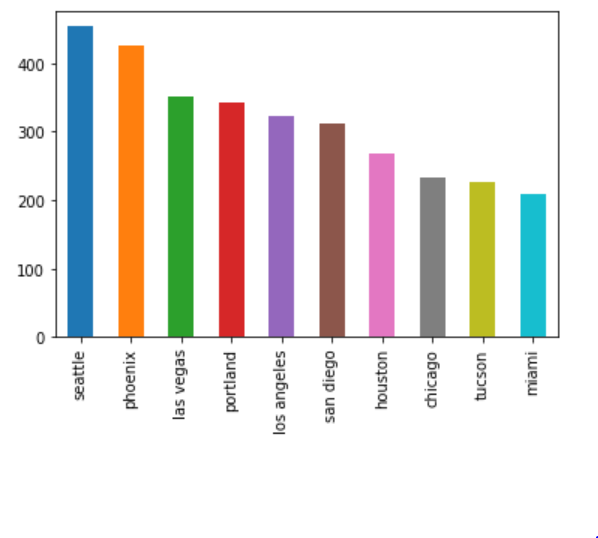 400
300
200
100
0
seattle
phoenix
las vegas
portland
los angeles
san diego
houston
chicago
tucson
miami